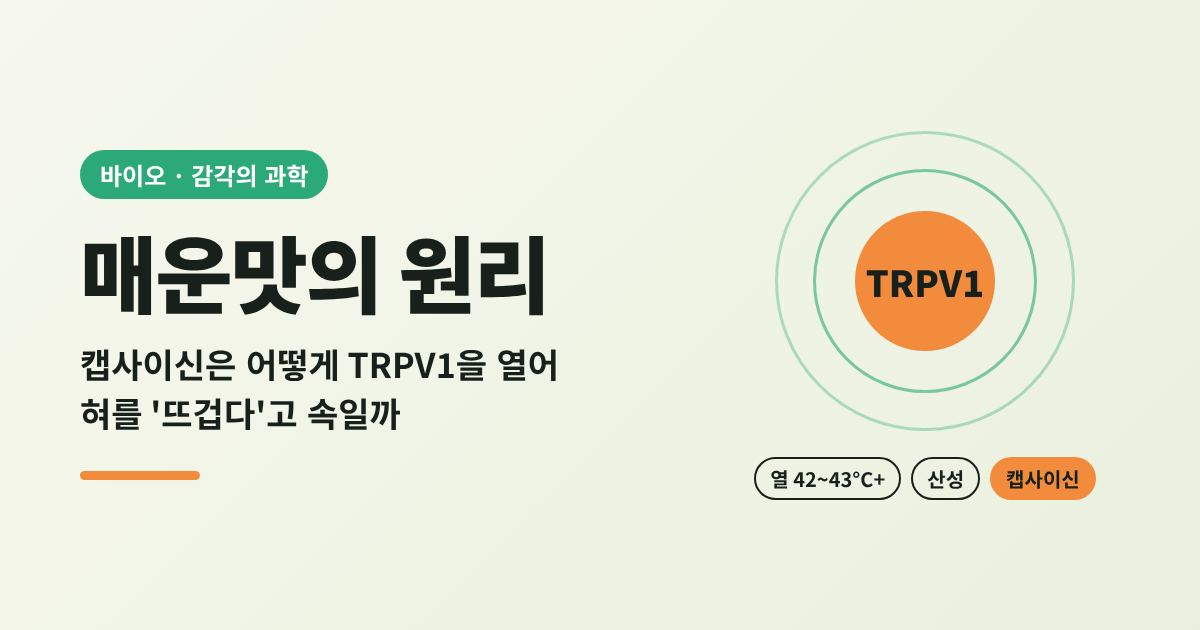 바이오 · 감각의 과학
매운맛의 원리
캡사이신은 어떻게 TRPV1을 열어
혀를 '뜨겁다'고 속일까
TRPV1
열 42~43°C+
산성
캡사이신